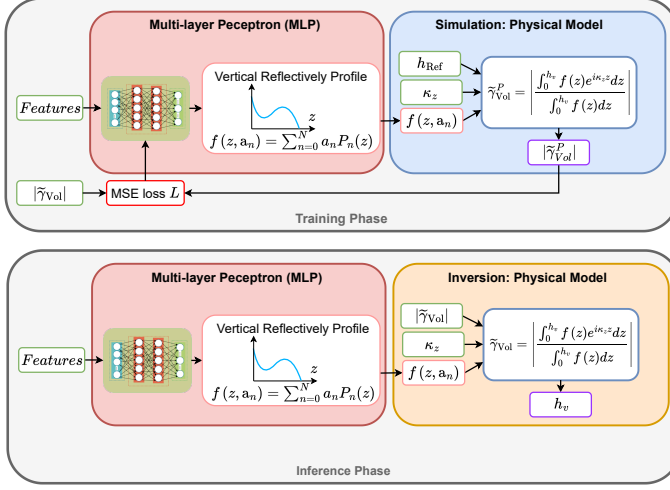 Multi-layer Peceptron (MLP)
Simulation: Physical Model
Features
Vertical Reflectively Profile
z
f(z, a_n) = ∑_{n=0}^{N} a_n P_n(z)
h_Ref
κ_z
f(z, a_n)
γ̃^P_Vol = | ∫_0^{h_v} f(z)e^{iκ_z z}dz / ∫_0^{h_v} f(z)dz |
|γ̃^P_Vol|
|γ̃_Vol|
MSE loss L
Training Phase
Multi-layer Peceptron (MLP)
Inversion: Physical Model
Features
Vertical Reflectively Profile
z
f(z, a_n) = ∑_{n=0}^{N} a_n P_n(z)
|γ̃_Vol|
κ_z
f(z, a_n)
γ̃_Vol = | ∫_0^{h_v} f(z)e^{iκ_z z}dz / ∫_0^{h_v} f(z)dz |
h_v
Inference Phase